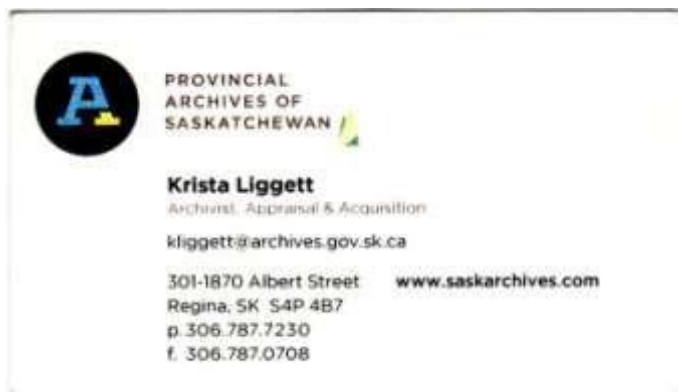 A
PROVINCIAL
ARCHIVES OF
SASKATCHEWAN
Krista Liggett
Archivist, Appraisal & Acquisition
kliggett@archives.gov.sk.ca
301-1870 Albert Street www.saskarchives.com
Regina, SK S4P 4B7
p. 306.787.7230
f. 306.787.0708